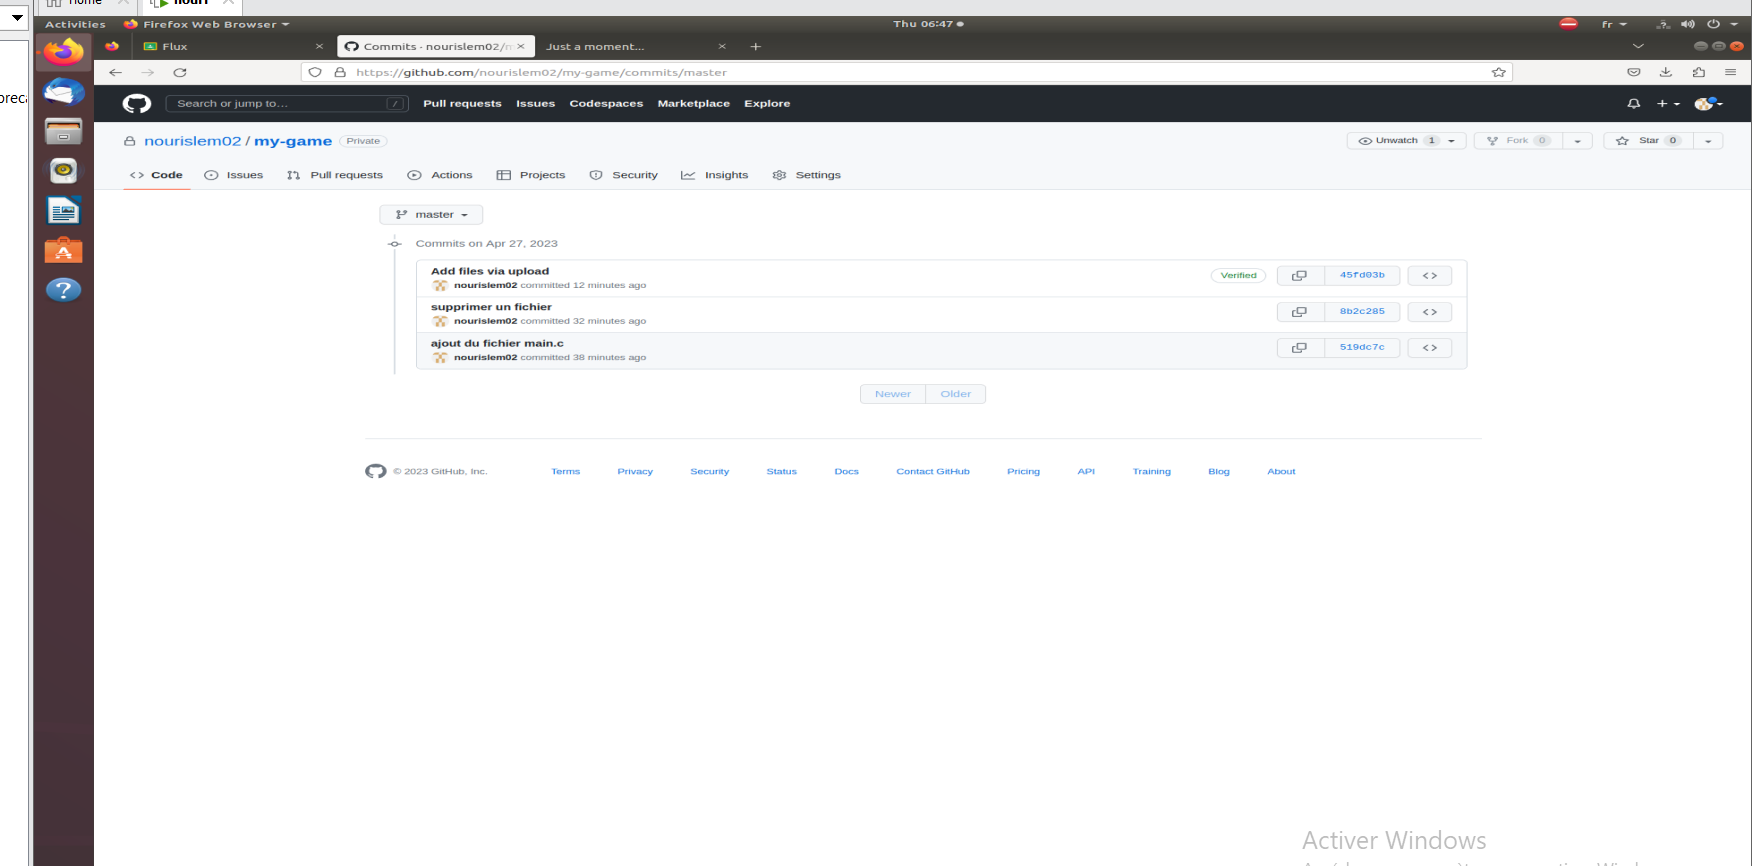 Home nouri
Activities Firefox Web Browser Thu 06:47 fr
Flux Commits · nourislem02/m Just a moment...
https://github.com/nourislem02/my-game/commits/master
Search or jump to... / Pull requests Issues Codespaces Marketplace Explore
nourislem02 / my-game Private Unwatch 1 Fork 0 Star 0
Code Issues Pull requests Actions Projects Security Insights Settings
master
Commits on Apr 27, 2023
Add files via upload
nourislem02 committed 12 minutes ago
Verified 45fd03b
supprimer un fichier
nourislem02 committed 32 minutes ago
8b2c285
ajout du fichier main.c
nourislem02 committed 38 minutes ago
519dc7c
Newer Older
© 2023 GitHub, Inc. Terms Privacy Security Status Docs Contact GitHub Pricing API Training Blog About
Activer Windows